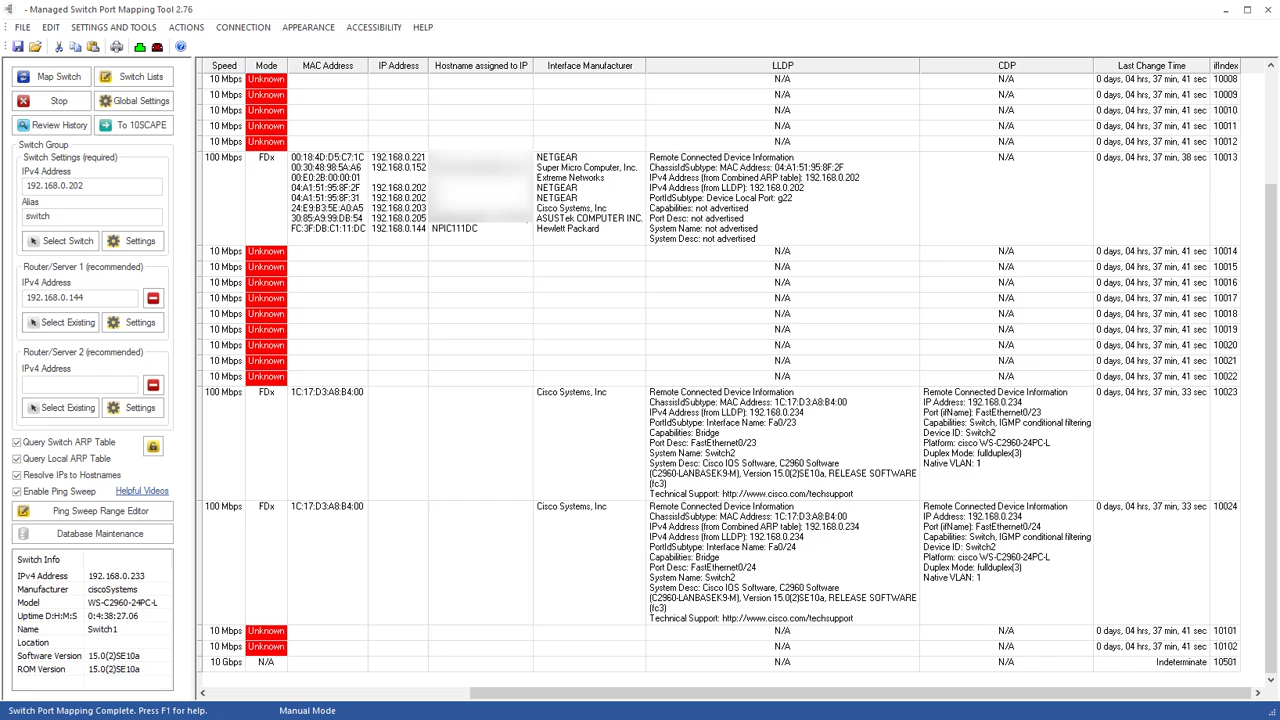 - Managed Switch Port Mapping Tool 2.76
FILE EDIT SETTINGS AND TOOLS ACTIONS CONNECTION APPEARANCE ACCESSIBILITY HELP
Map Switch Switch Lists
Stop Global Settings
Review History To 10SCAPE
Switch Group
Switch Settings (required)
IPv4 Address
192.168.0.202
Alias
switch
Select Switch Settings
Router/Server 1 (recommended)
IPv4 Address
192.168.0.144
Select Existing Settings
Router/Server 2 (recommended)
IPv4 Address
Select Existing Settings
Query Switch ARP Table
Query Local ARP Table
Resolve IPs to Hostnames
Enable Ping Sweep Helpful Videos
Ping Sweep Range Editor
Database Maintenance
Switch Info
IPv4 Address 192.168.0.233
Manufacturer ciscoSystems
Model WS-C2960-24PC-L
Uptime D:H:M:S 0:4:38:27.06
Name Switch1
Location
Software Version 15.0(2)SE10a
ROM Version 15.0(2)SE10a
Speed Mode MAC Address IP Address Hostname assigned to IP Interface Manufacturer LLDP CDP Last Change Time ifIndex
10 Mbps Unknown N/A N/A 0 days, 04 hrs, 37 min, 41 sec 10008
10 Mbps Unknown N/A N/A 0 days, 04 hrs, 37 min, 41 sec 10009
10 Mbps Unknown N/A N/A 0 days, 04 hrs, 37 min, 41 sec 10010
10 Mbps Unknown N/A N/A 0 days, 04 hrs, 37 min, 41 sec 10011
10 Mbps Unknown N/A N/A 0 days, 04 hrs, 37 min, 41 sec 10012
100 Mbps FDx 00:18:4D:D5:C7:1C 192.168.0.221 NETGEAR Remote Connected Device Information N/A 0 days, 04 hrs, 37 min, 38 sec 10013
00:30:48:98:5A:A6 192.168.0.152 Super Micro Computer, Inc. ChassisIdSubtype: MAC Address: 04:A1:51:95:8F:2F
00:E0:2B:00:00:01 Extreme Networks IPv4 Address (from Combined ARP table): 192.168.0.202
04:A1:51:95:8F:2F 192.168.0.202 NETGEAR IPv4 Address (from LLDP): 192.168.0.202
04:A1:51:95:8F:31 192.168.0.202 NETGEAR PortIdSubtype: Device Local Port: g22
24:E9:B3:5E:A0:A5 192.168.0.203 Cisco Systems, Inc Capabilities: not advertised
30:85:A9:99:DB:54 192.168.0.205 ASUSTek COMPUTER INC. Port Desc: not advertised
FC:3F:DB:C1:11:DC 192.168.0.144 NPIC111DC Hewlett Packard System Name: not advertised
System Desc: not advertised
10 Mbps Unknown N/A N/A 0 days, 04 hrs, 37 min, 41 sec 10014
10 Mbps Unknown N/A N/A 0 days, 04 hrs, 37 min, 41 sec 10015
10 Mbps Unknown N/A N/A 0 days, 04 hrs, 37 min, 41 sec 10016
10 Mbps Unknown N/A N/A 0 days, 04 hrs, 37 min, 41 sec 10017
10 Mbps Unknown N/A N/A 0 days, 04 hrs, 37 min, 41 sec 10018
10 Mbps Unknown N/A N/A 0 days, 04 hrs, 37 min, 41 sec 10019
10 Mbps Unknown N/A N/A 0 days, 04 hrs, 37 min, 41 sec 10020
10 Mbps Unknown N/A N/A 0 days, 04 hrs, 37 min, 41 sec 10021
10 Mbps Unknown N/A N/A 0 days, 04 hrs, 37 min, 41 sec 10022
100 Mbps FDx 1C:17:D3:A8:B4:00 Cisco Systems, Inc Remote Connected Device Information Remote Connected Device Information 0 days, 04 hrs, 37 min, 33 sec 10023
ChassisIdSubtype: MAC Address: 1C:17:D3:A8:B4:00 IP Address: 192.168.0.234
IPv4 Address (from LLDP): 192.168.0.234 Port (ifName): FastEthernet0/23
PortIdSubtype: Interface Name: Fa0/23 Capabilities: Switch, IGMP conditional filtering
Capabilities: Bridge Device ID: Switch2
Port Desc: FastEthernet0/23 Platform: cisco WS-C2960-24PC-L
System Name: Switch2 Duplex Mode: fullduplex(3)
System Desc: Cisco IOS Software, C2960 Software Native VLAN: 1
(C2960-LANBASEK9-M), Version 15.0(2)SE10a, RELEASE SOFTWARE
(fc3)
Technical Support: http://www.cisco.com/techsupport
100 Mbps FDx 1C:17:D3:A8:B4:00 Cisco Systems, Inc Remote Connected Device Information Remote Connected Device Information 0 days, 04 hrs, 37 min, 33 sec 10024
ChassisIdSubtype: MAC Address: 1C:17:D3:A8:B4:00 IP Address: 192.168.0.234
IPv4 Address (from Combined ARP table): 192.168.0.234 Port (ifName): FastEthernet0/24
IPv4 Address (from LLDP): 192.168.0.234 Capabilities: Switch, IGMP conditional filtering
PortIdSubtype: Interface Name: Fa0/24 Device ID: Switch2
Capabilities: Bridge Platform: cisco WS-C2960-24PC-L
Port Desc: FastEthernet0/24 Duplex Mode: fullduplex(3)
System Name: Switch2 Native VLAN: 1
System Desc: Cisco IOS Software, C2960 Software
(C2960-LANBASEK9-M), Version 15.0(2)SE10a, RELEASE SOFTWARE
(fc3)
Technical Support: http://www.cisco.com/techsupport
10 Mbps Unknown N/A N/A 0 days, 04 hrs, 37 min, 41 sec 10101
10 Mbps Unknown N/A N/A 0 days, 04 hrs, 37 min, 41 sec 10102
10 Gbps N/A N/A N/A Indeterminate 10501
Switch Port Mapping Complete. Press F1 for help. Manual Mode